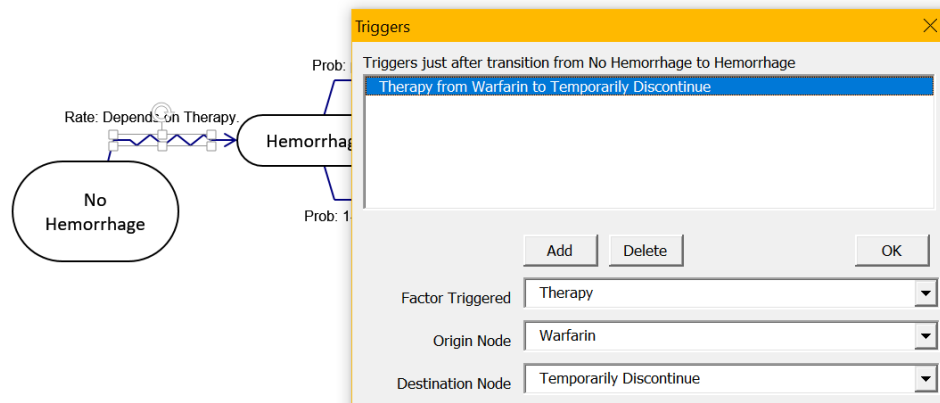 Triggers
Triggers just after transition from No Hemorrhage to Hemorrhage
Therapy from Warfarin to Temporarily Discontinue
Add
Delete
OK
Factor Triggered
Therapy
Origin Node
Warfarin
Destination Node
Temporarily Discontinue
Prob:
Rate: Depends on Therapy.
Hemorrhag
No
Hemorrhage
Prob: 1-